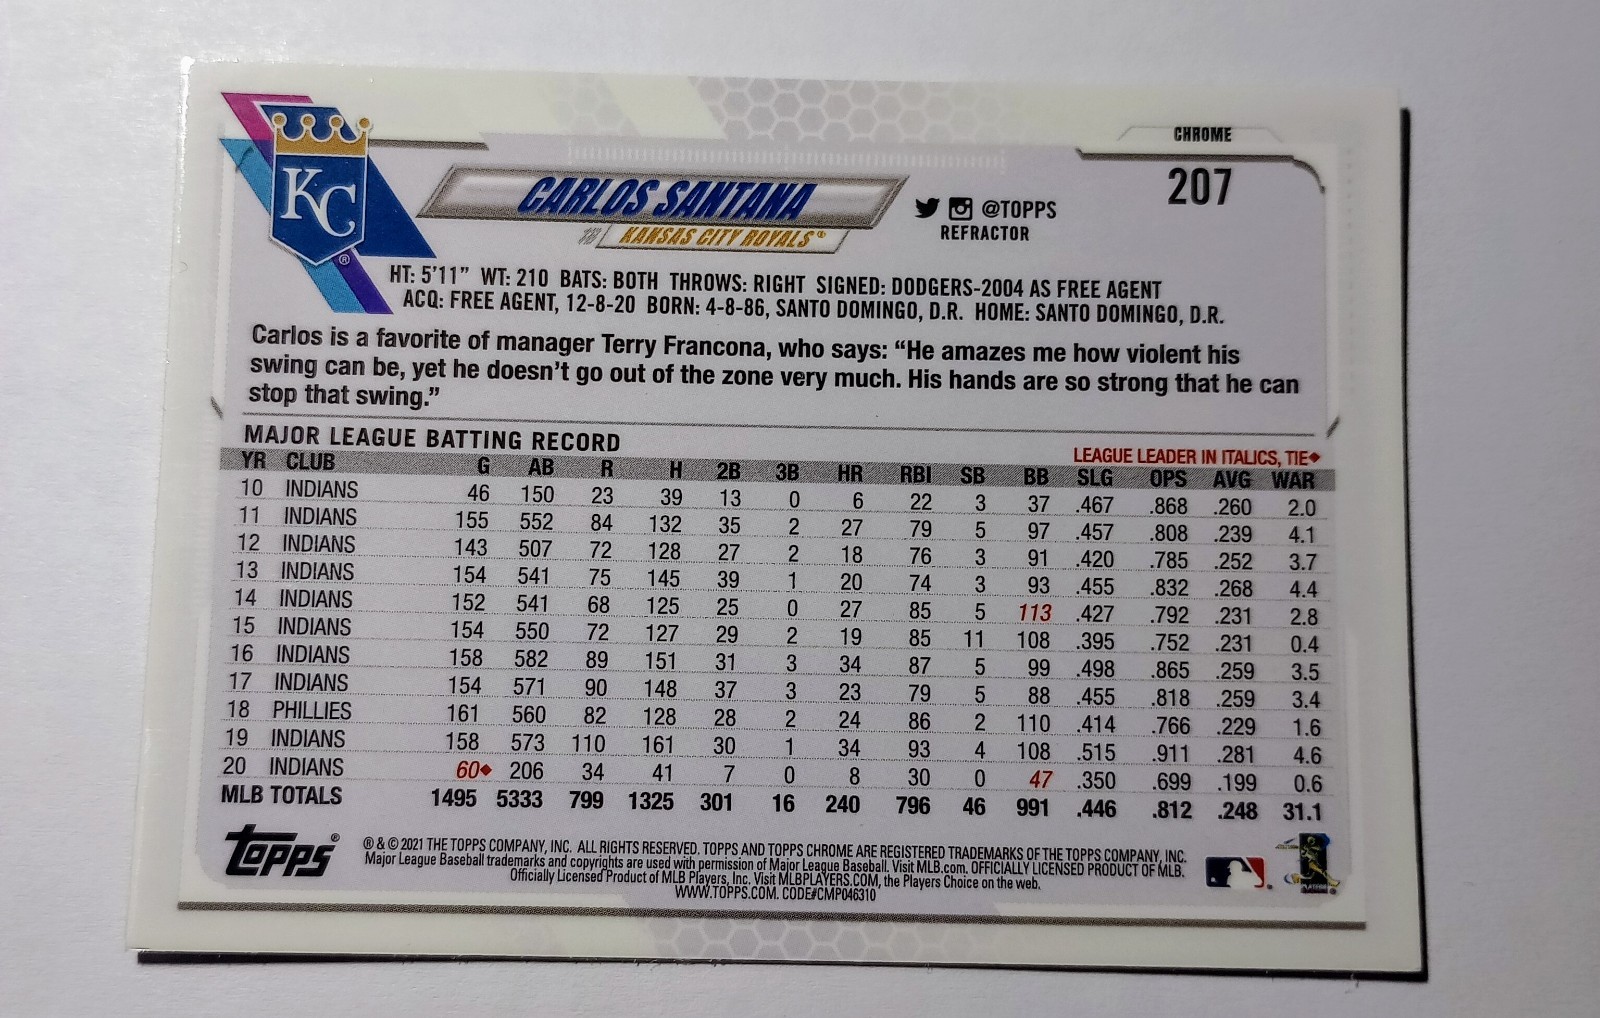 CHROME
207
KC
®
CARLOS SANTANA
@TOPPS
1B KANSAS CITY ROYALS®
REFRACTOR
HT: 5'11" WT: 210 BATS: BOTH THROWS: RIGHT SIGNED: DODGERS-2004 AS FREE AGENT
ACQ: FREE AGENT, 12-8-20 BORN: 4-8-86, SANTO DOMINGO, D.R. HOME: SANTO DOMINGO, D.R.
Carlos is a favorite of manager Terry Francona, who says: “He amazes me how violent his
swing can be, yet he doesn’t go out of the zone very much. His hands are so strong that he can
stop that swing.”
MAJOR LEAGUE BATTING RECORD
LEAGUE LEADER IN ITALICS, TIE◆
YR CLUB G AB R H 2B 3B HR RBI SB BB SLG OPS AVG WAR
10 INDIANS 46 150 23 39 13 0 6 22 3 37 .467 .868 .260 2.0
11 INDIANS 155 552 84 132 35 2 27 79 5 97 .457 .808 .239 4.1
12 INDIANS 143 507 72 128 27 2 18 76 3 91 .420 .785 .252 3.7
13 INDIANS 154 541 75 145 39 1 20 74 3 93 .455 .832 .268 4.4
14 INDIANS 152 541 68 125 25 0 27 85 5 113 .427 .792 .231 2.8
15 INDIANS 154 550 72 127 29 2 19 85 11 108 .395 .752 .231 0.4
16 INDIANS 158 582 89 151 31 3 34 87 5 99 .498 .865 .259 3.5
17 INDIANS 154 571 90 148 37 3 23 79 5 88 .455 .818 .259 3.4
18 PHILLIES 161 560 82 128 28 2 24 86 2 110 .414 .766 .229 1.6
19 INDIANS 158 573 110 161 30 1 34 93 4 108 .515 .911 .281 4.6
20 INDIANS 60◆ 206 34 41 7 0 8 30 0 47 .350 .699 .199 0.6
MLB TOTALS 1495 5333 799 1325 301 16 240 796 46 991 .446 .812 .248 31.1
Topps®
® & © 2021 THE TOPPS COMPANY, INC. ALL RIGHTS RESERVED. TOPPS AND TOPPS CHROME ARE REGISTERED TRADEMARKS OF THE TOPPS COMPANY, INC.
Major League Baseball trademarks and copyrights are used with permission of Major League Baseball. Visit MLB.com. OFFICIALLY LICENSED PRODUCT OF MLB.
Officially Licensed Product of MLB Players, Inc. Visit MLBPLAYERS.COM, the Players Choice on the web.
WWW.TOPPS.COM. CODE#CMP046310